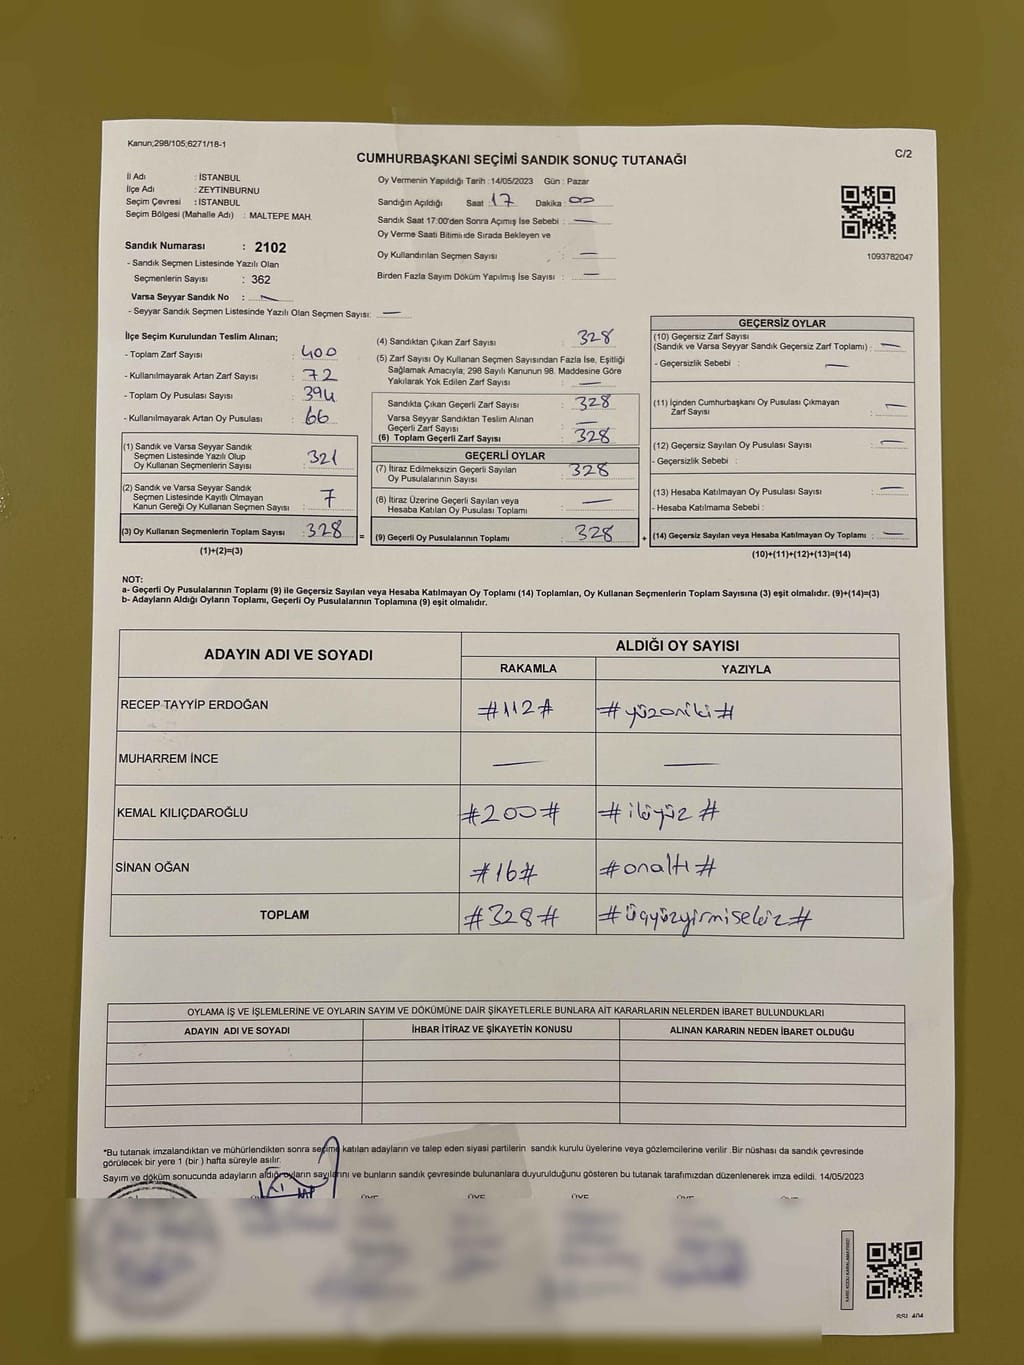 Kanun;298/105;6271/18-1
C/2
CUMHURBAŞKANI SEÇİMİ SANDIK SONUÇ TUTANAĞI
İl Adı : İSTANBUL
İlçe Adı : ZEYTİNBURNU
Seçim Çevresi : İSTANBUL
Seçim Bölgesi (Mahalle Adı) : MALTEPE MAH.
Sandık Numarası : 2102
- Sandık Seçmen Listesinde Yazılı Olan
Seçmenlerin Sayısı : 362
Varsa Seyyar Sandık No : —
- Seyyar Sandık Seçmen Listesinde Yazılı Olan Seçmen Sayısı: —
Oy Vermenin Yapıldığı Tarih :14/05/2023 Gün : Pazar
Sandığın Açıldığı Saat :17 Dakika :00
Sandık Saat 17:00'den Sonra Açımış İse Sebebi : —
Oy Verme Saati Bitiminde Sırada Bekleyen ve
Oy Kullandırılan Seçmen Sayısı : —
Birden Fazla Sayım Döküm Yapılmış İse Sayısı : —
1093782047
İlçe Seçim Kurulundan Teslim Alınan;
- Toplam Zarf Sayısı : 400
- Kullanılmayarak Artan Zarf Sayısı : 72
- Toplam Oy Pusulası Sayısı : 394
- Kullanılmayarak Artan Oy Pusulası : 66
(1) Sandık ve Varsa Seyyar Sandık
Seçmen Listesinde Yazılı Olup
Oy Kullanan Seçmenlerin Sayısı : 321
(2) Sandık ve Varsa Seyyar Sandık
Seçmen Listesinde Kayıtlı Olmayan
Kanun Gereği Oy Kullanan Seçmen Sayısı : 7
(3) Oy Kullanan Seçmenlerin Toplam Sayısı : 328 =
(1)+(2)=(3)
(4) Sandıktan Çıkan Zarf Sayısı : 328
(5) Zarf Sayısı Oy Kullanan Seçmen Sayısından Fazla İse, Eşitliği
Sağlamak Amacıyla; 298 Sayılı Kanunun 98. Maddesine Göre
Yakılarak Yok Edilen Zarf Sayısı : —
Sandıkta Çıkan Geçerli Zarf Sayısı : 328
Varsa Seyyar Sandıktan Teslim Alınan
Geçerli Zarf Sayısı : —
(6) Toplam Geçerli Zarf Sayısı : 328
GEÇERLİ OYLAR
(7) İtiraz Edilmeksizin Geçerli Sayılan
Oy Pusulalarının Sayısı : 328
(8) İtiraz Üzerine Geçerli Sayılan veya
Hesaba Katılan Oy Pusulası Toplamı : —
(9) Geçerli Oy Pusulalarının Toplamı : 328 +
GEÇERSİZ OYLAR
(10) Geçersiz Zarf Sayısı
(Sandık ve Varsa Seyyar Sandık Geçersiz Zarf Toplamı) : —
- Geçersizlik Sebebi : —
(11) İçinden Cumhurbaşkanı Oy Pusulası Çıkmayan
Zarf Sayısı : —
(12) Geçersiz Sayılan Oy Pusulası Sayısı : —
- Geçersizlik Sebebi :
(13) Hesaba Katılmayan Oy Pusulası Sayısı : —
- Hesaba Katılmama Sebebi :
(14) Geçersiz Sayılan veya Hesaba Katılmayan Oy Toplamı : —
(10)+(11)+(12)+(13)=(14)
NOT:
a- Geçerli Oy Pusulalarının Toplamı (9) ile Geçersiz Sayılan veya Hesaba Katılmayan Oy Toplamı (14) Toplamları, Oy Kullanan Seçmenlerin Toplam Sayısına (3) eşit olmalıdır. (9)+(14)=(3)
b- Adayların Aldığı Oyların Toplamı, Geçerli Oy Pusulalarının Toplamına (9) eşit olmalıdır.
ADAYIN ADI VE SOYADI
ALDIĞI OY SAYISI
RAKAMLA YAZIYLA
RECEP TAYYİP ERDOĞAN #112# #yüzoniki#
MUHARREM İNCE — —
KEMAL KILIÇDAROĞLU #200# #ikiyüz#
SİNAN OĞAN #16# #onaltı#
TOPLAM #328# #üçyüzyirmisekiz#
OYLAMA İŞ VE İŞLEMLERİNE VE OYLARIN SAYIM VE DÖKÜMÜNE DAİR ŞİKAYETLERLE BUNLARA AİT KARARLARIN NELERDEN İBARET BULUNDUKLARI
ADAYIN ADI VE SOYADI İHBAR İTİRAZ VE ŞİKAYETİN KONUSU ALINAN KARARIN NEDEN İBARET OLDUĞU
*Bu tutanak imzalandıktan ve mühürlendikten sonra seçime katılan adayların ve talep eden siyasi partilerin sandık kurulu üyelerine veya gözlemcilerine verilir .Bir nüshası da sandık çevresinde
görülecek bir yere 1 (bir ) hafta süreyle asılır.
Sayım ve döküm sonucunda adayların aldığı oyların sayılarını ve bunların sandık çevresinde bulunanlara duyurulduğunu gösteren bu tutanak tarafımızdan düzenlenerek imza edildi. 14/05/2023